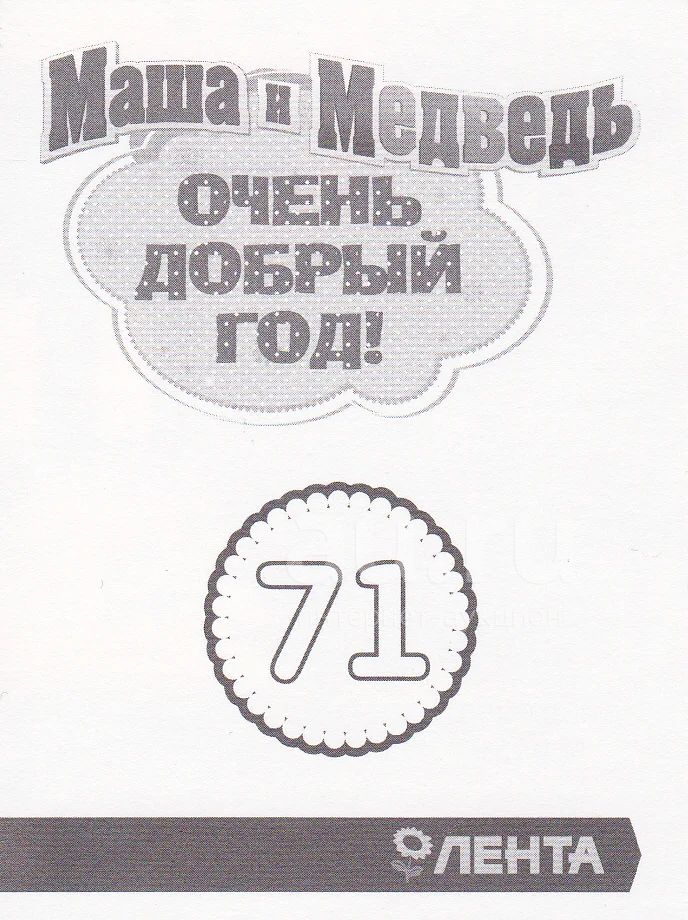 Маша и Медведь
ОЧЕНЬ
ДОБРЫЙ
ГОД!
71
ЛЕНТА